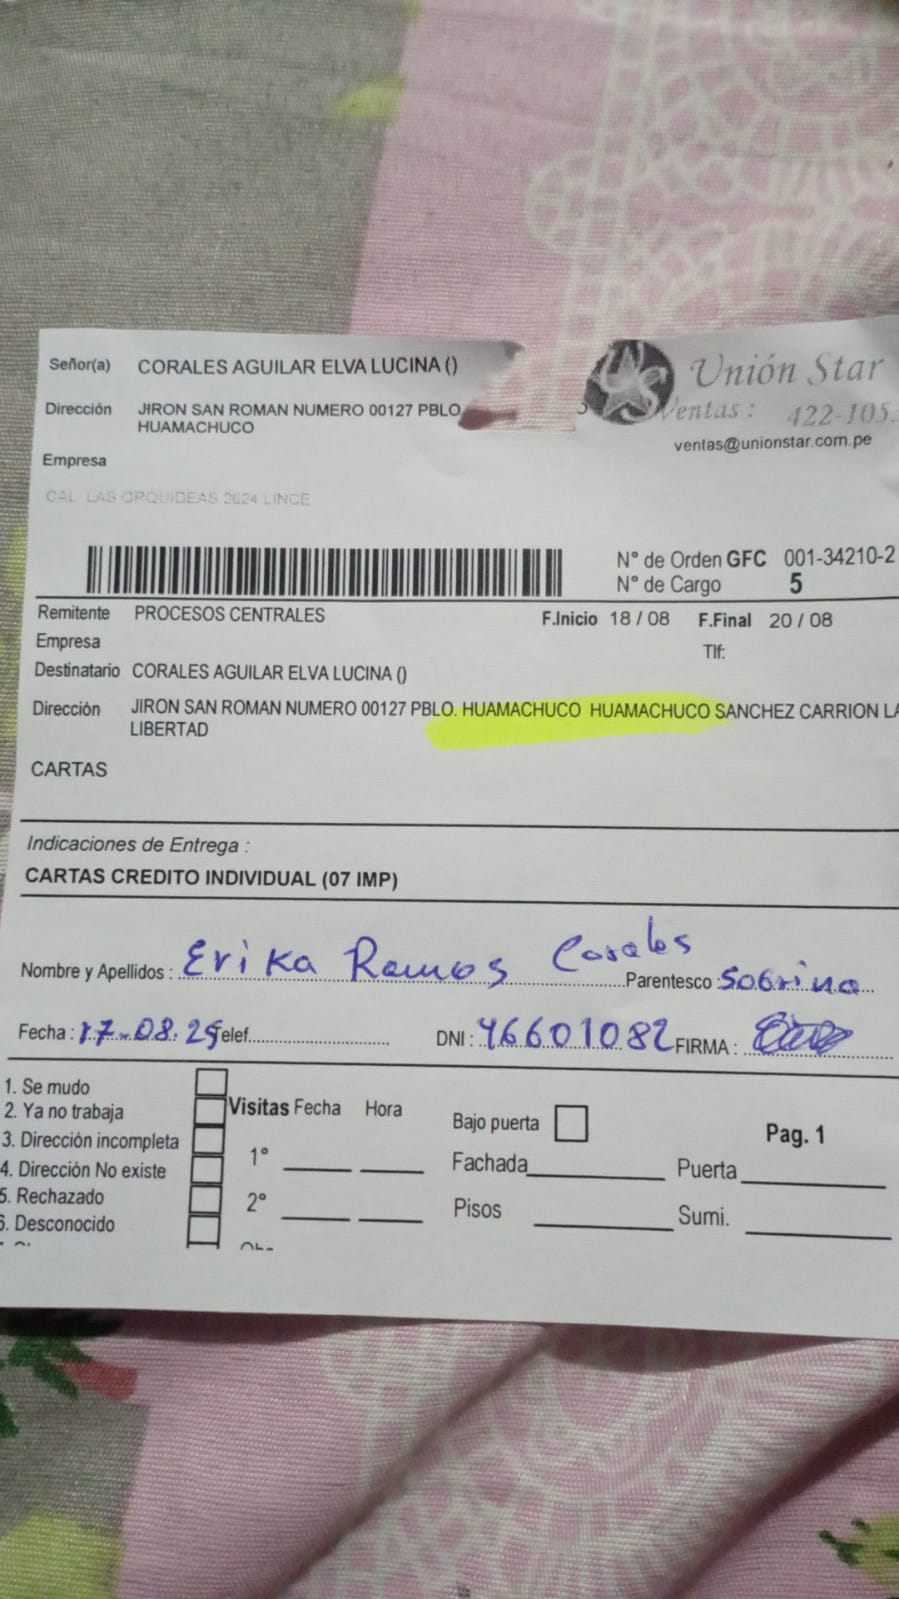 Señor(a) CORALES AGUILAR ELVA LUCINA ()
Dirección JIRON SAN ROMAN NUMERO 00127 PBLO
HUAMACHUCO
Empresa
CAL LAS ORQUIDEAS 2624 LINCE
Unión Star
Ventas : 422-105
ventas@unionstar.com.pe
N° de Orden GFC 001-34210-2
N° de Cargo 5
Remitente PROCESOS CENTRALES F.Inicio 18 / 08 F.Final 20 / 08
Empresa Tlf:
Destinatario CORALES AGUILAR ELVA LUCINA ()
Dirección JIRON SAN ROMAN NUMERO 00127 PBLO. HUAMACHUCO HUAMACHUCO SANCHEZ CARRION LA
LIBERTAD
CARTAS
Indicaciones de Entrega :
CARTAS CREDITO INDIVIDUAL (07 IMP)
Nombre y Apellidos : Erika Ramos Corales Parentesco : Sobrina
Fecha : 17-08.25 Telef. DNI : 46601082 FIRMA :
1. Se mudo
2. Ya no trabaja
3. Dirección incompleta
4. Dirección No existe
5. Rechazado
6. Desconocido
Visitas Fecha Hora
1°
2°
Bajo puerta
Fachada
Pisos
Pag. 1
Puerta
Sumi.